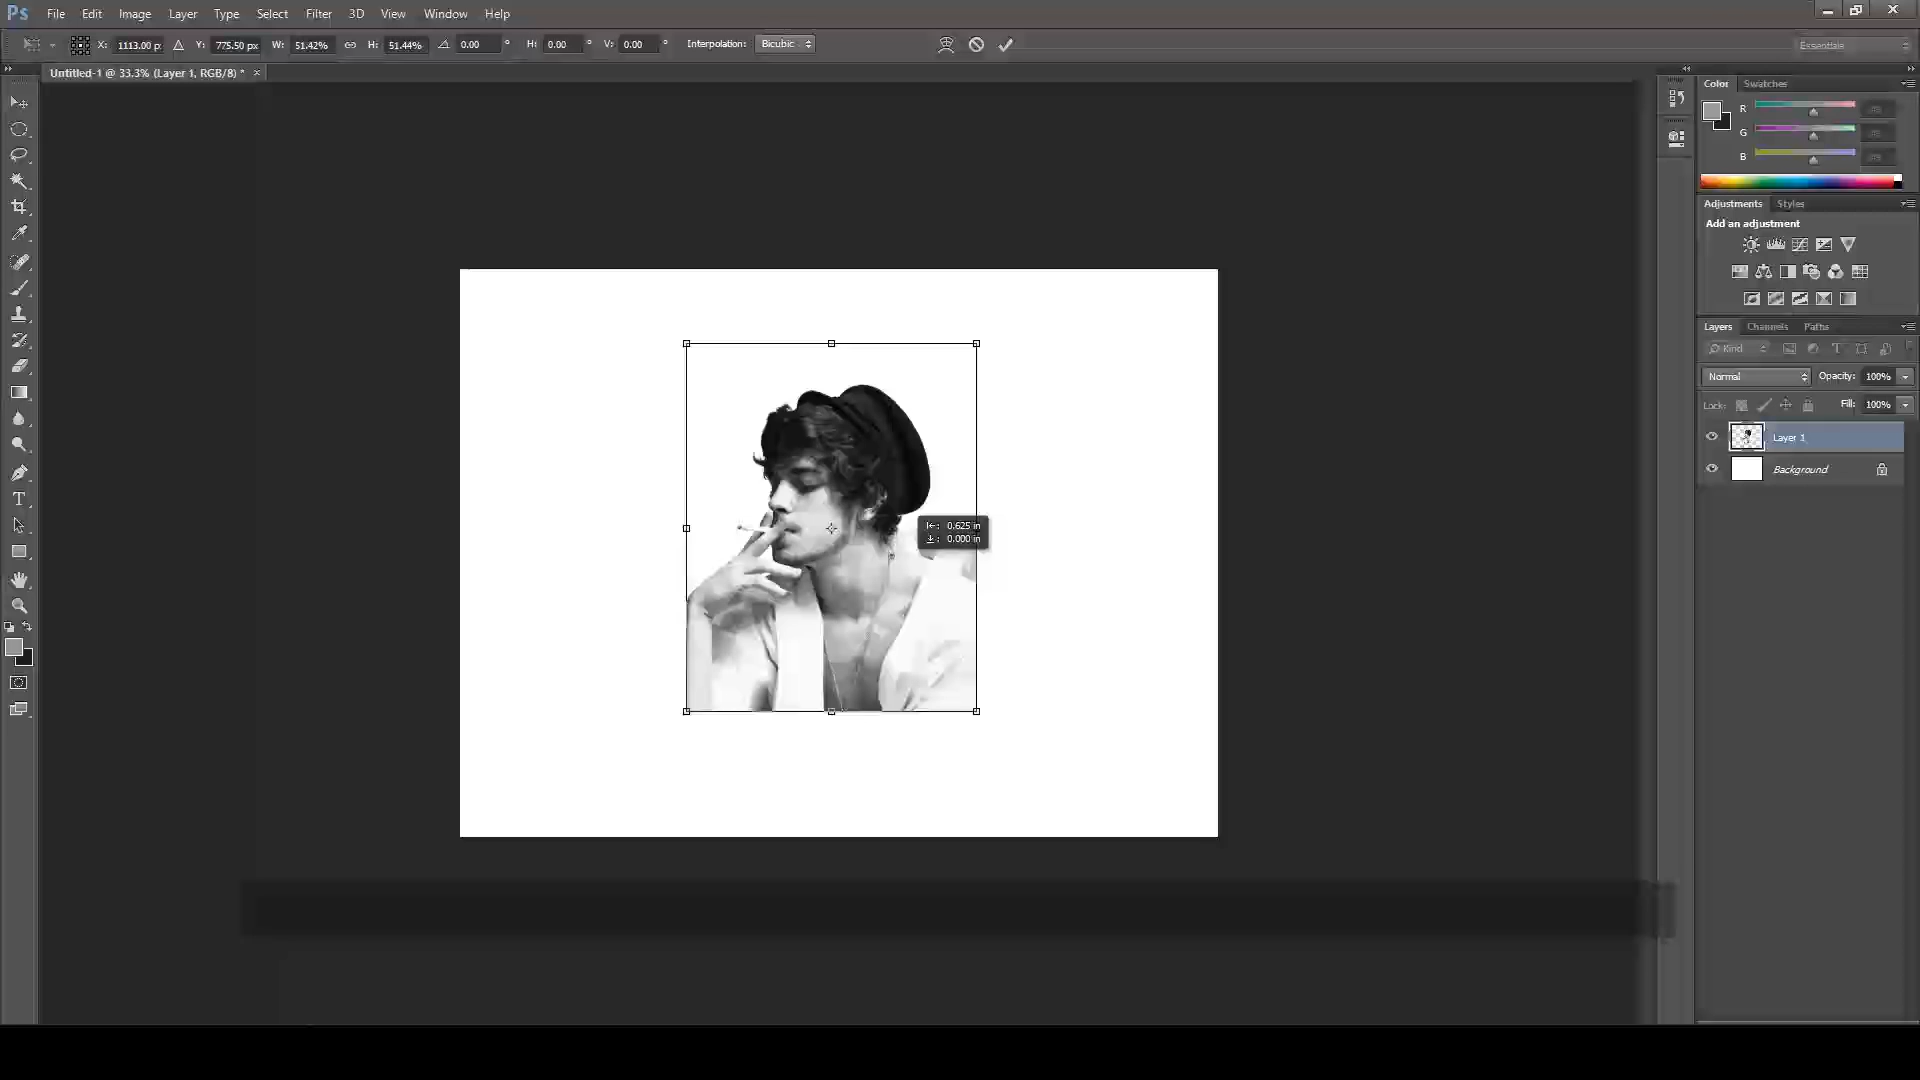 Ps File Edit Image Layer Type Select Filter 3D View Window Help
X: 1113.00 p Y: 775.50 px W: 51.42% H: 51.44% 0.00 ° H: 0.00 ° V: 0.00 ° Interpolation: Bicubic Essentials
Untitled-1 @ 33.3% (Layer 1, RGB/8) * ×
Color Swatches
R
G
B
Adjustments Styles
Add an adjustment
Layers Channels Paths
Kind T
Normal Opacity: 100%
Lock: Fill: 100%
Layer 1
Background
0.625 in
0.000 in
T